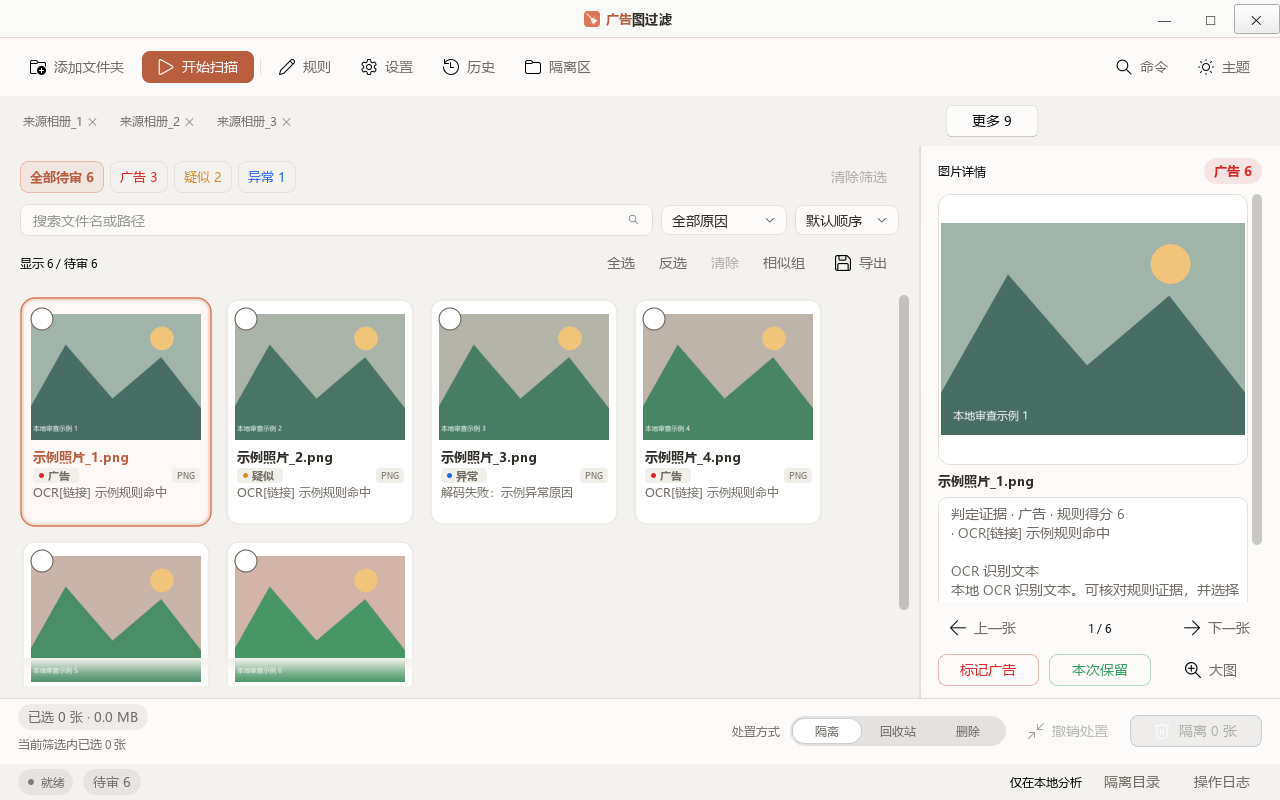 广告图过滤
添加文件夹 开始扫描 规则 设置 历史 隔离区 命令 主题
来源相册_1 来源相册_2 来源相册_3 更多 9
全部待审 6 广告 3 疑似 2 异常 1 清除筛选
搜索文件名或路径 全部原因 默认顺序
显示 6 / 待审 6 全选 反选 清除 相似组 导出
本地审查示例 1 本地审查示例 2 本地审查示例 3 本地审查示例 4
示例照片_1.png 示例照片_2.png 示例照片_3.png 示例照片_4.png
广告 PNG 疑似 PNG 异常 PNG 广告 PNG
OCR[链接] 示例规则命中 OCR[链接] 示例规则命中 解码失败：示例异常原因 OCR[链接] 示例规则命中
本地审查示例 5 本地审查示例 6
图片详情 广告 6
本地审查示例 1
示例照片_1.png
判定证据 · 广告 · 规则得分 6
· OCR[链接] 示例规则命中
OCR 识别文本
本地 OCR 识别文本。可核对规则证据，并选择
上一张 1 / 6 下一张
标记广告 本次保留 大图
已选 0 张 · 0.0 MB
当前筛选内已选 0 张
处置方式 隔离 回收站 删除 撤销处置 隔离 0 张
就绪 待审 6 仅在本地分析 隔离目录 操作日志